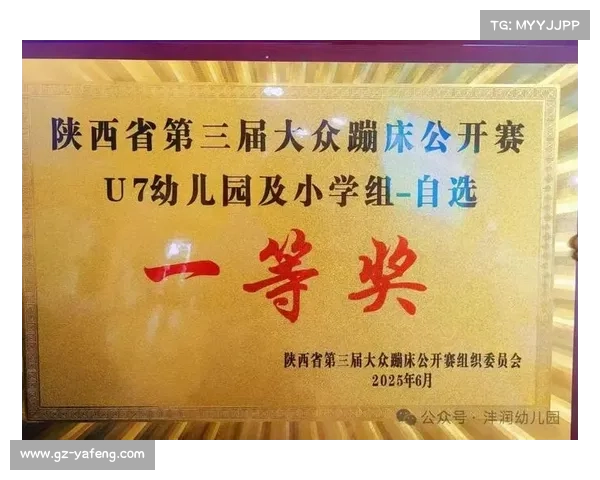 TG: MYYJJPP
陕西省第三届大众蹦床公开赛
U7幼儿园及小学组-自选
一等奖
陕西省第三届大众蹦床公开赛组织委员会
2025年6月
公众号 · 沣润幼儿园
www.gz-yafeng.com